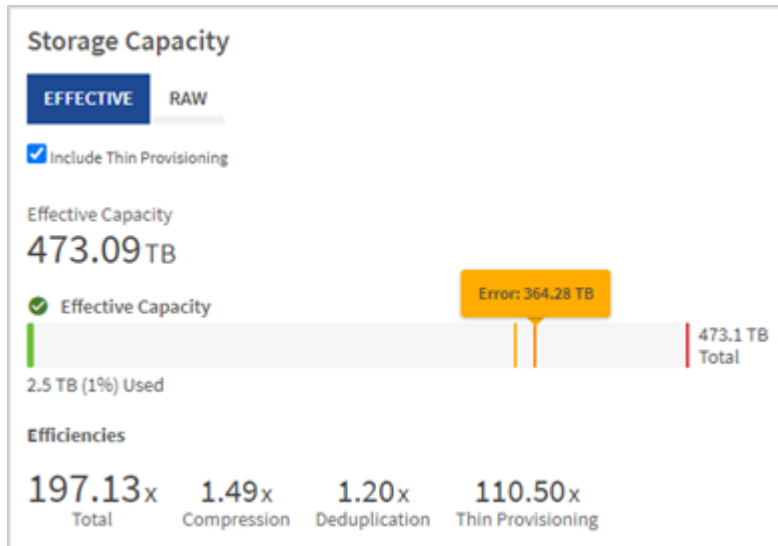 Storage Capacity
EFFECTIVE RAW
Include Thin Provisioning
Effective Capacity
473.09 TB
Error: 364.28 TB
Effective Capacity
473.1 TB
Total
2.5 TB (1%) Used
Efficiencies
197.13x 1.49x 1.20x 110.50x
Total Compression Deduplication Thin Provisioning